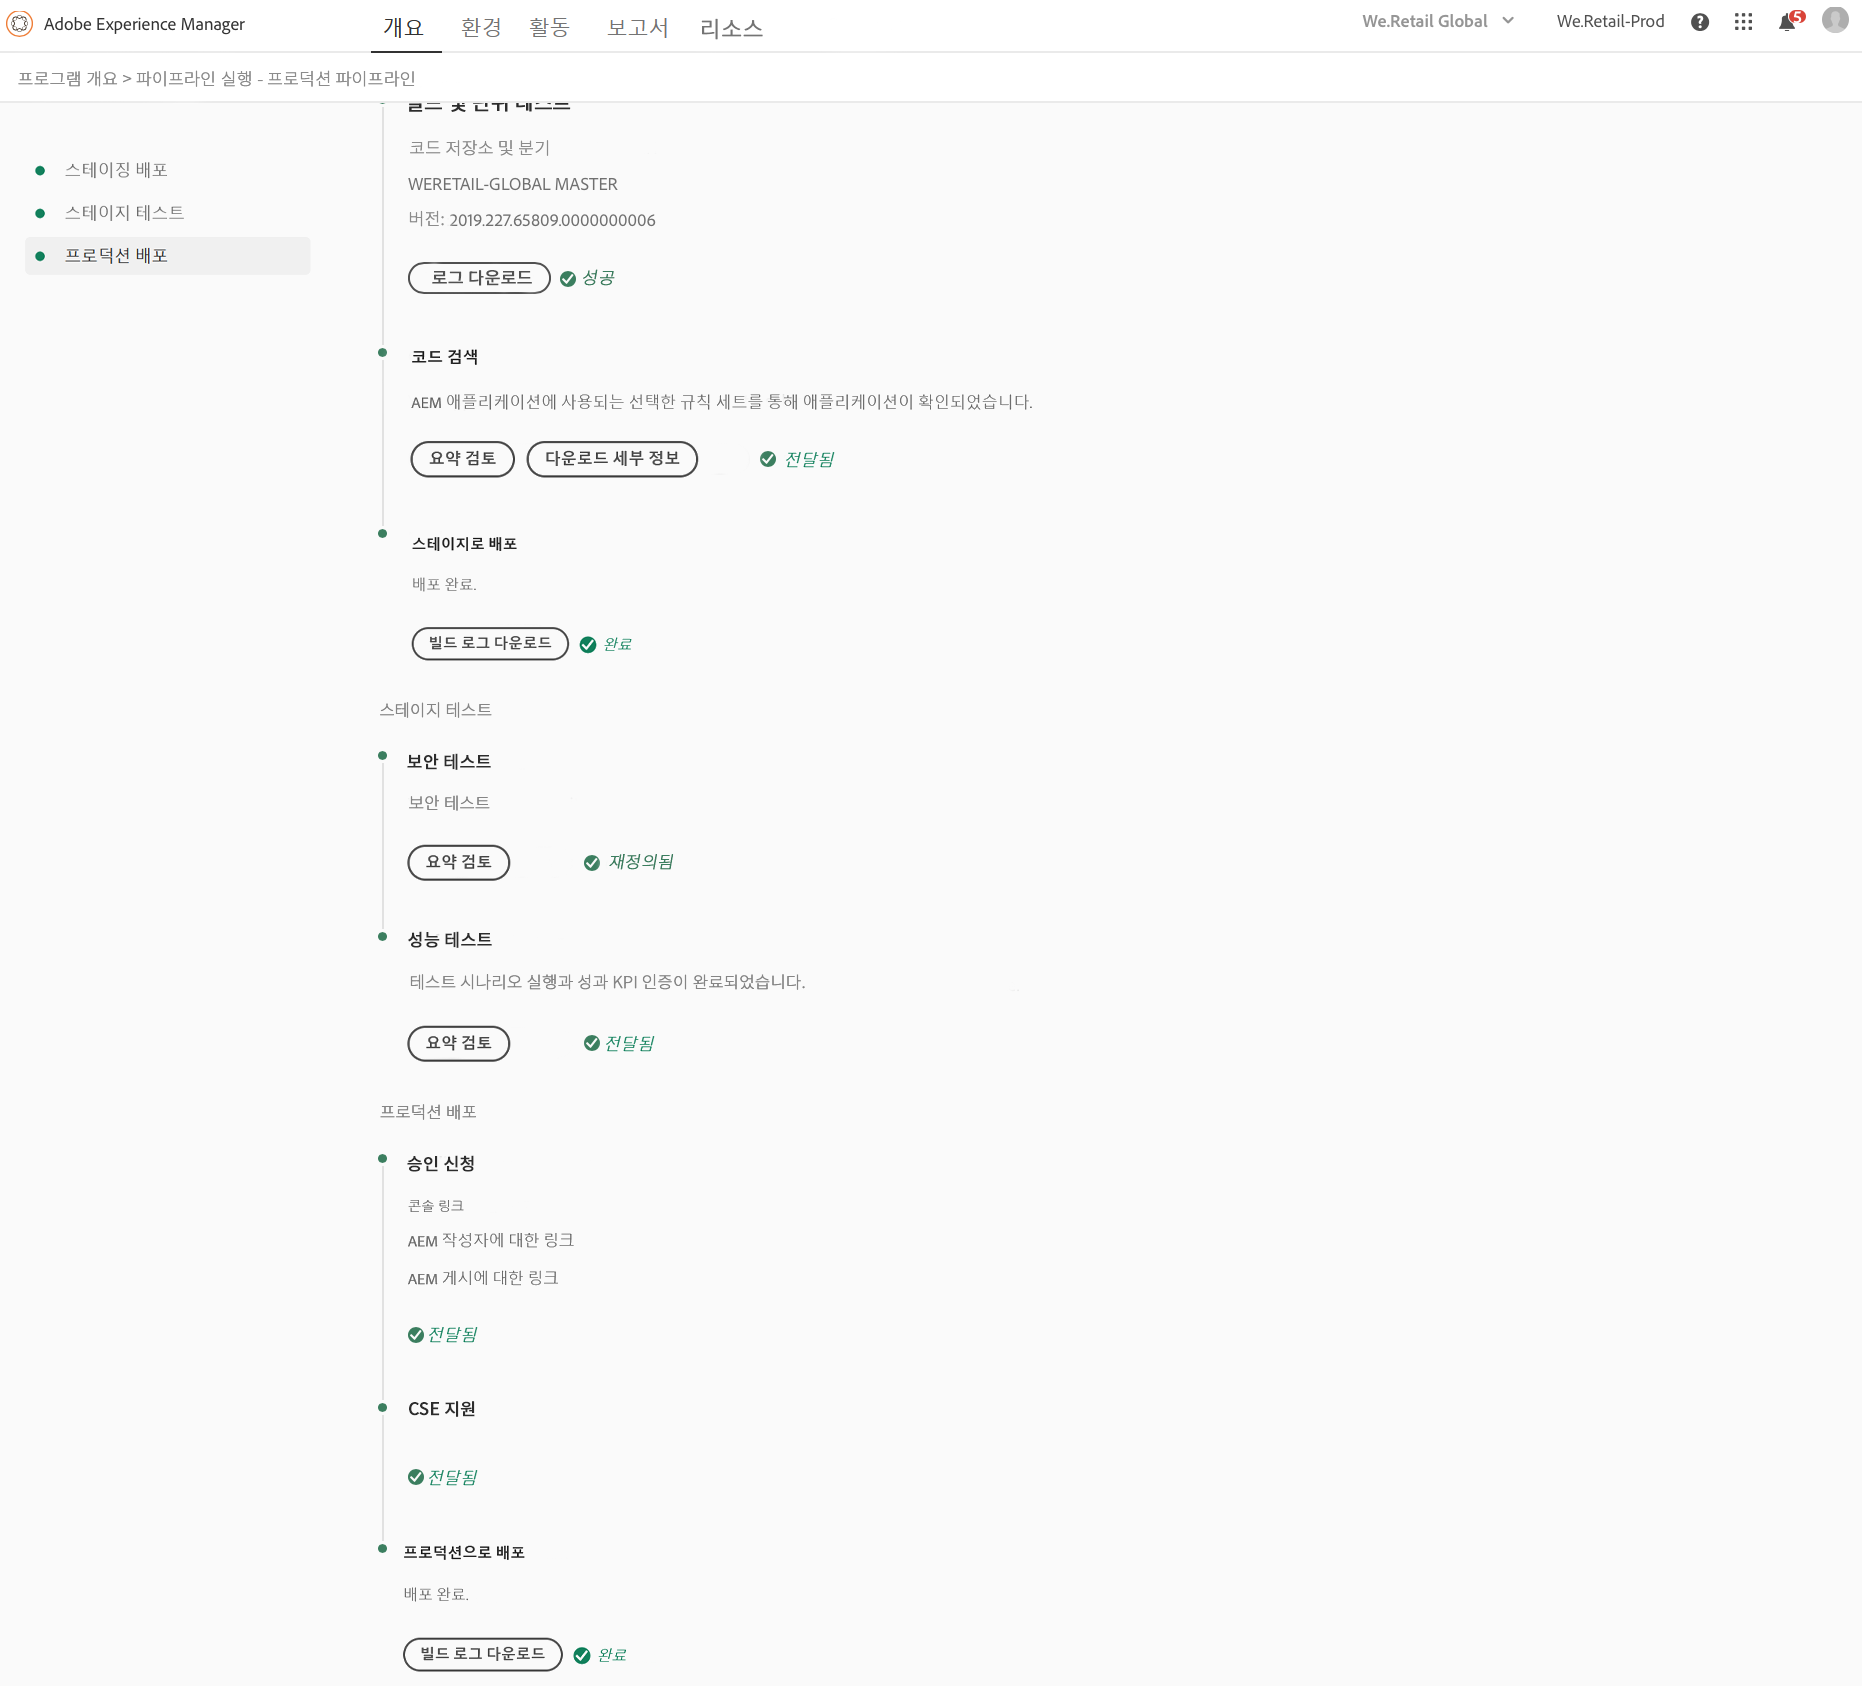 Adobe Experience Manager 개요 환경 활동 보고서 리소스 We.Retail Global We.Retail-Prod 5
프로그램 개요 > 파이프라인 실행 - 프로덕션 파이프라인
스테이징 배포
스테이지 테스트
프로덕션 배포
빌드 및 단위 테스트
코드 저장소 및 분기
WERETAIL-GLOBAL MASTER
버전: 2019.227.65809.0000000006
로그 다운로드 성공
코드 검색
AEM 애플리케이션에 사용되는 선택한 규칙 세트를 통해 애플리케이션이 확인되었습니다.
요약 검토 다운로드 세부 정보 전달됨
스테이지로 배포
배포 완료.
빌드 로그 다운로드 완료
스테이지 테스트
보안 테스트
보안 테스트
요약 검토 재정의됨
성능 테스트
테스트 시나리오 실행과 성과 KPI 인증이 완료되었습니다.
요약 검토 전달됨
프로덕션 배포
승인 신청
콘솔 링크
AEM 작성자에 대한 링크
AEM 게시에 대한 링크
전달됨
CSE 지원
전달됨
프로덕션으로 배포
배포 완료.
빌드 로그 다운로드 완료